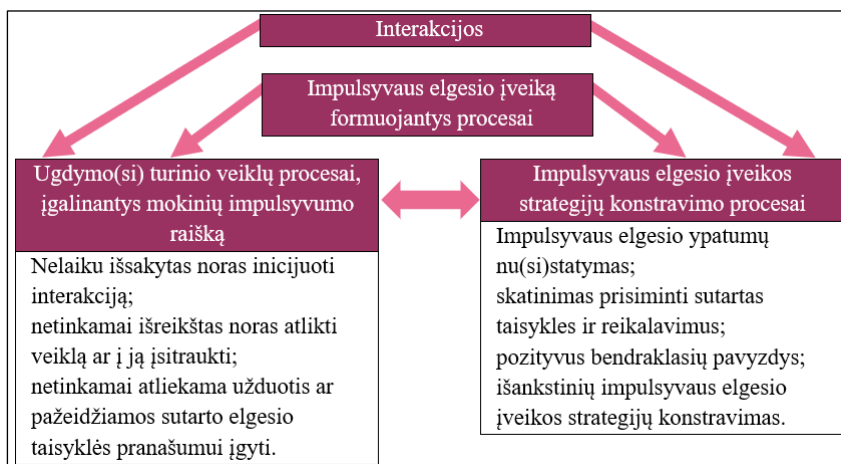 Interakcijos
Impulsyvaus elgesio įveiką
formuojantys procesai
Ugdymo(si) turinio veiklų procesai,
įgalinantys mokinių impulsyvumo
raišką
Nelaiku išsakytas noras inicijuoti
interakciją;
netinkamai išreikštas noras atlikti
veiklą ar į ją įsitraukti;
netinkamai atliekama užduotis ar
pažeidžiamos sutarto elgesio
taisyklės pranašumui įgyti.
Impulsyvaus elgesio įveikos
strategijų konstravimo procesai
Impulsyvaus elgesio ypatumų
nu(si)statymas;
skatinimas prisiminti sutartas
taisykles ir reikalavimus;
pozityvus bendraklasių pavyzdys;
išankstinių impulsyvaus elgesio
įveikos strategijų konstravimas.